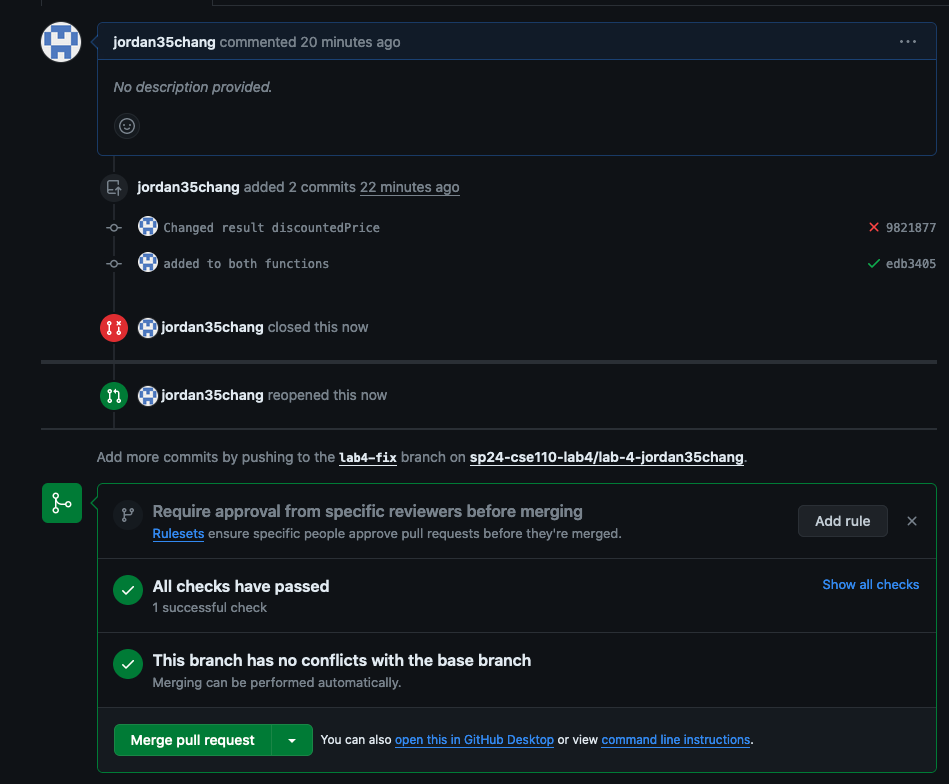 jordan35chang commented 20 minutes ago ...
No description provided.
jordan35chang added 2 commits 22 minutes ago
Changed result discountedPrice 9821877
added to both functions edb3405
jordan35chang closed this now
jordan35chang reopened this now
Add more commits by pushing to the lab4-fix branch on sp24-cse110-lab4/lab-4-jordan35chang.
Require approval from specific reviewers before merging
Rulesets ensure specific people approve pull requests before they're merged.
Add rule
All checks have passed
1 successful check
Show all checks
This branch has no conflicts with the base branch
Merging can be performed automatically.
Merge pull request You can also open this in GitHub Desktop or view command line instructions.